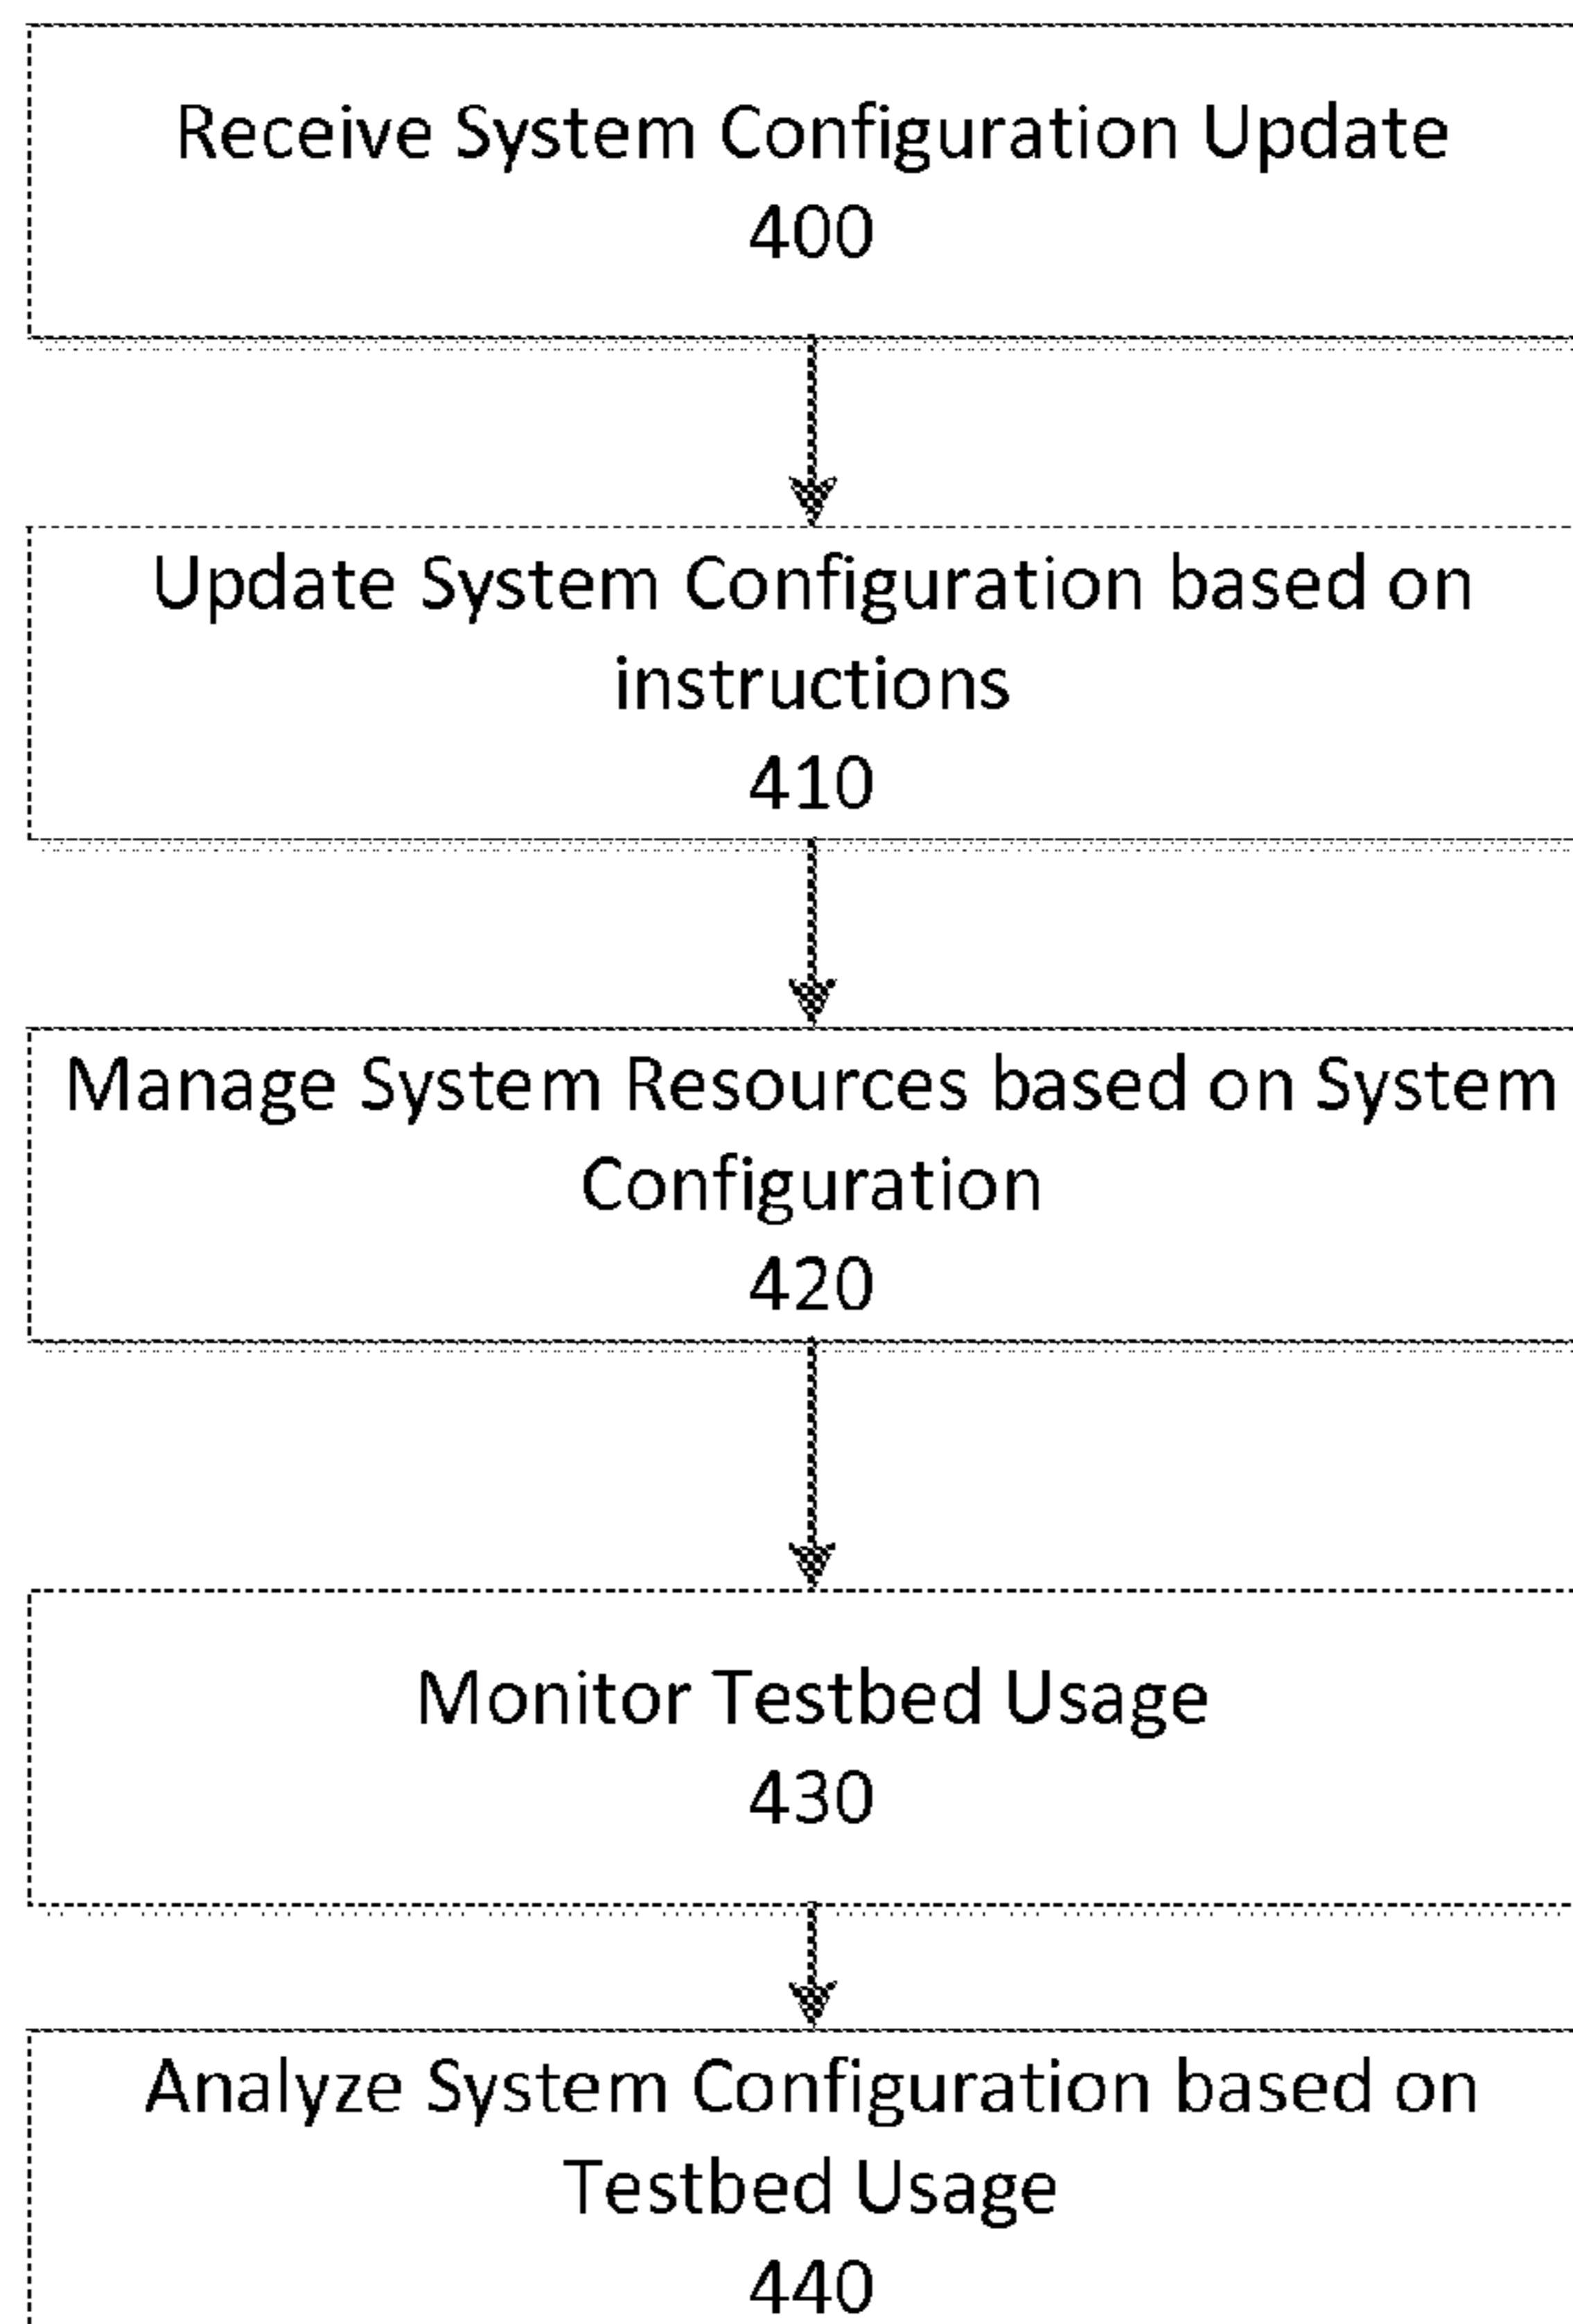 Receive System Configuration Update
400
Update System Configuration based on
instructions
410
Manage System Resources based on System
Configuration
420
Monitor Testbed Usage
430
Analyze System Configuration based on
Testbed Usage
440